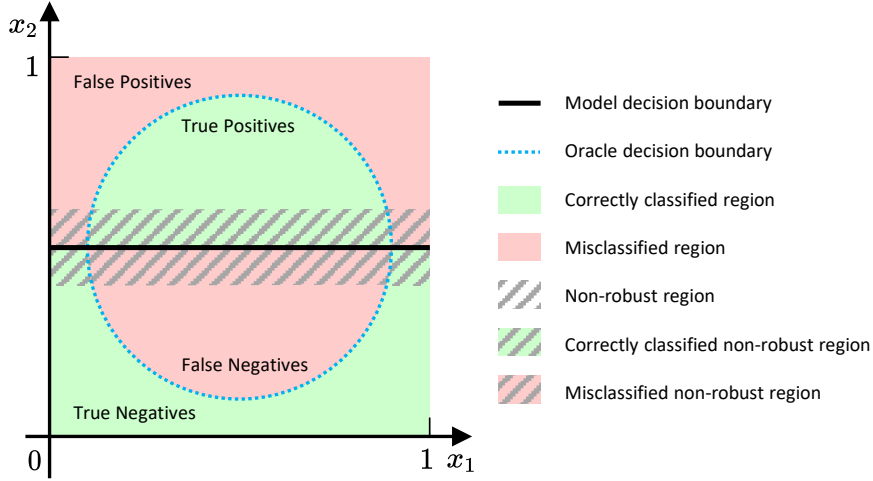 x₂
1
False Positives
True Positives
False Negatives
True Negatives
0
1
x₁
Model decision boundary
Oracle decision boundary
Correctly classified region
Misclassified region
Non-robust region
Correctly classified non-robust region
Misclassified non-robust region